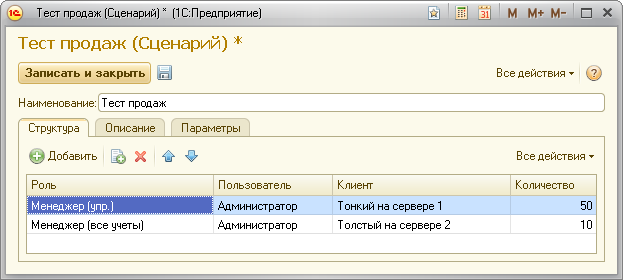 Тест продаж (Сценарий) * (1С:Предприятие)
M M+ M-
Тест продаж (Сценарий) *
Записать и закрыть Все действия
Наименование: Тест продаж
Структура Описание Параметры
Добавить Все действия
Роль Пользователь Клиент Количество
Менеджер (упр.) Администратор Тонкий на сервере 1 50
Менеджер (все учеты) Администратор Толстый на сервере 2 10